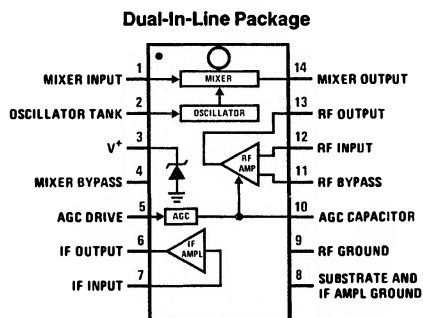 Dual-In-Line Package
1
MIXER INPUT
MIXER
14
MIXER OUTPUT
2
OSCILLATOR TANK
OSCILLATOR
13
RF OUTPUT
3
V+
12
RF INPUT
RF
AMP
4
MIXER BYPASS
11
RF BYPASS
5
AGC DRIVE
AGC
10
AGC CAPACITOR
6
IF OUTPUT
IF
AMPL
9
RF GROUND
7
IF INPUT
8
SUBSTRATE AND
IF AMPL GROUND